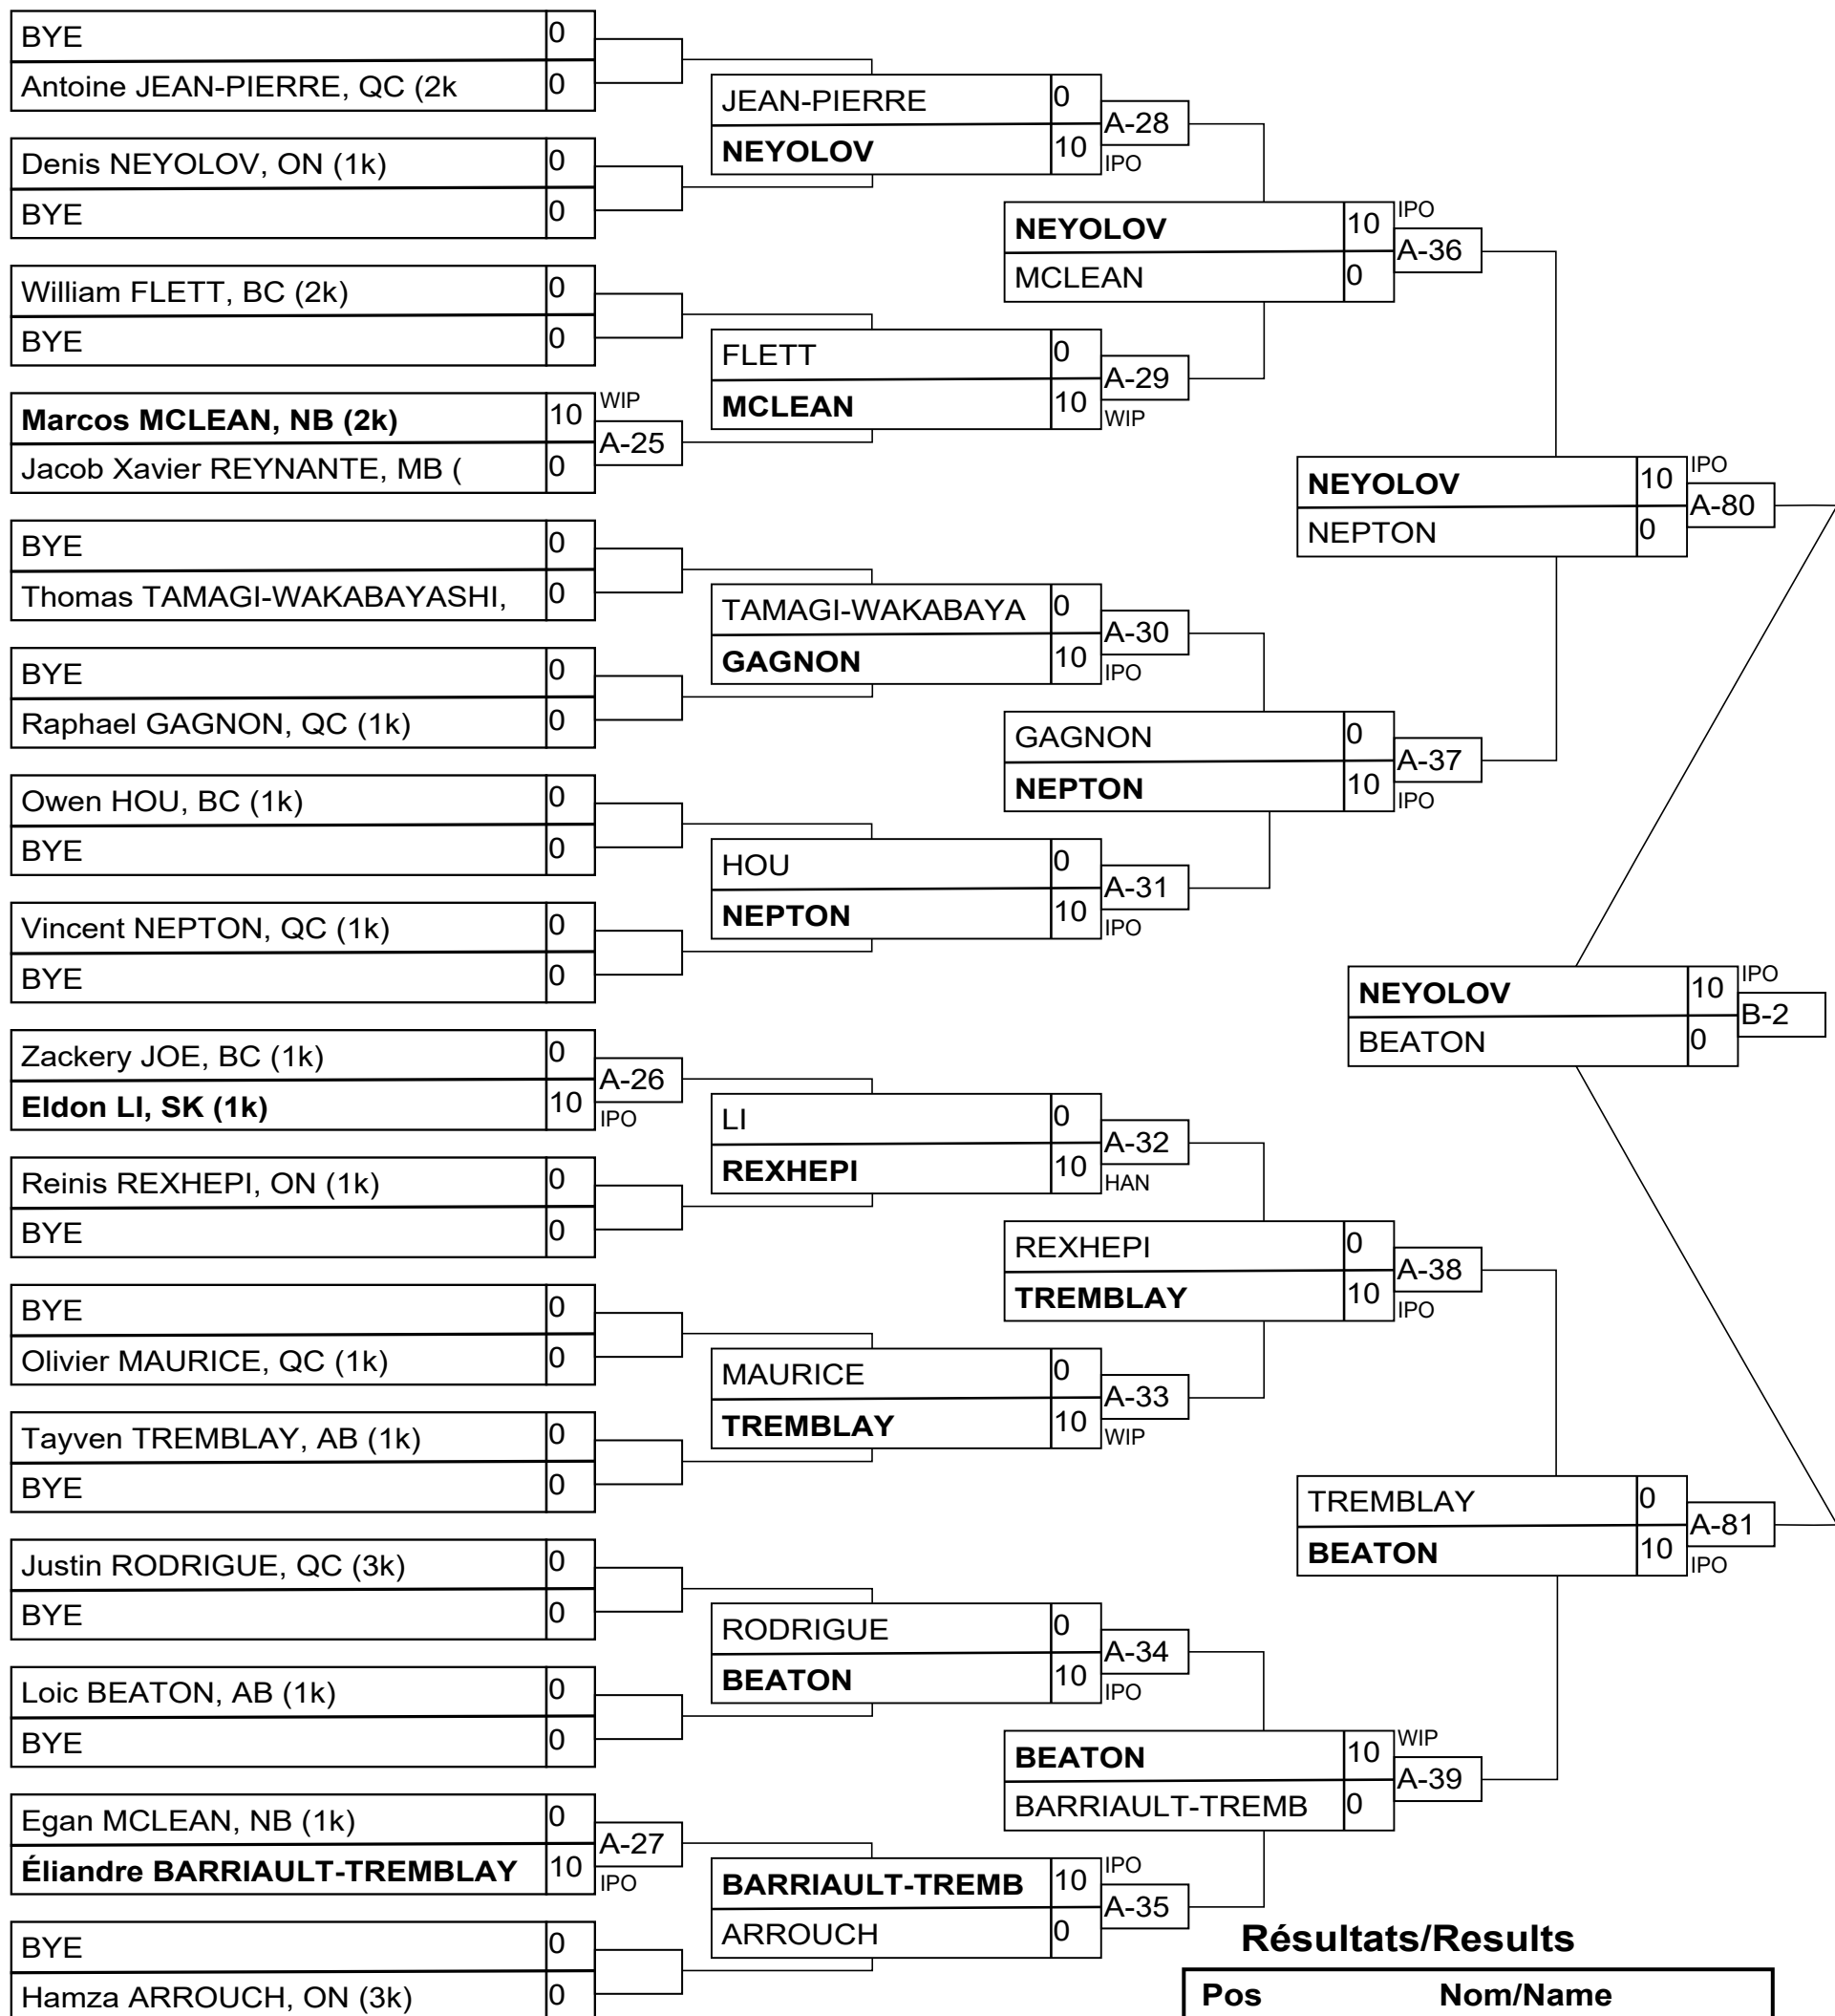 BYE 0
Antoine JEAN-PIERRE, QC (2k 0
Denis NEYOLOV, ON (1k) 0
BYE 0
William FLETT, BC (2k) 0
BYE 0
Marcos MCLEAN, NB (2k) 10 WIP
A-25
Jacob Xavier REYNANTE, MB ( 0
BYE 0
Thomas TAMAGI-WAKABAYASHI, 0
BYE 0
Raphael GAGNON, QC (1k) 0
Owen HOU, BC (1k) 0
BYE 0
Vincent NEPTON, QC (1k) 0
BYE 0
Zackery JOE, BC (1k) 0
A-26
Eldon LI, SK (1k) 10 IPO
Reinis REXHEPI, ON (1k) 0
BYE 0
BYE 0
Olivier MAURICE, QC (1k) 0
Tayven TREMBLAY, AB (1k) 0
BYE 0
Justin RODRIGUE, QC (3k) 0
BYE 0
Loic BEATON, AB (1k) 0
BYE 0
Egan MCLEAN, NB (1k) 0
A-27
Éliandre BARRIAULT-TREMBLAY 10 IPO
BYE 0
Hamza ARROUCH, ON (3k) 0
JEAN-PIERRE 0
A-28
NEYOLOV 10 IPO
FLETT 0
A-29
MCLEAN 10 WIP
TAMAGI-WAKABAYA 0
A-30
GAGNON 10 IPO
HOU 0
A-31
NEPTON 10 IPO
LI 0
A-32
REXHEPI 10 HAN
MAURICE 0
A-33
TREMBLAY 10 WIP
RODRIGUE 0
A-34
BEATON 10 IPO
BARRIAULT-TREMB 10 IPO
A-35
ARROUCH 0
NEYOLOV 10 IPO
A-36
MCLEAN 0
GAGNON 0
A-37
NEPTON 10 IPO
REXHEPI 0
A-38
TREMBLAY 10 IPO
BEATON 10 WIP
A-39
BARRIAULT-TREMB 0
NEYOLOV 10 IPO
A-80
NEPTON 0
TREMBLAY 0
A-81
BEATON 10 IPO
NEYOLOV 10 IPO
B-2
BEATON 0
Résultats/Results
Pos Nom/Name